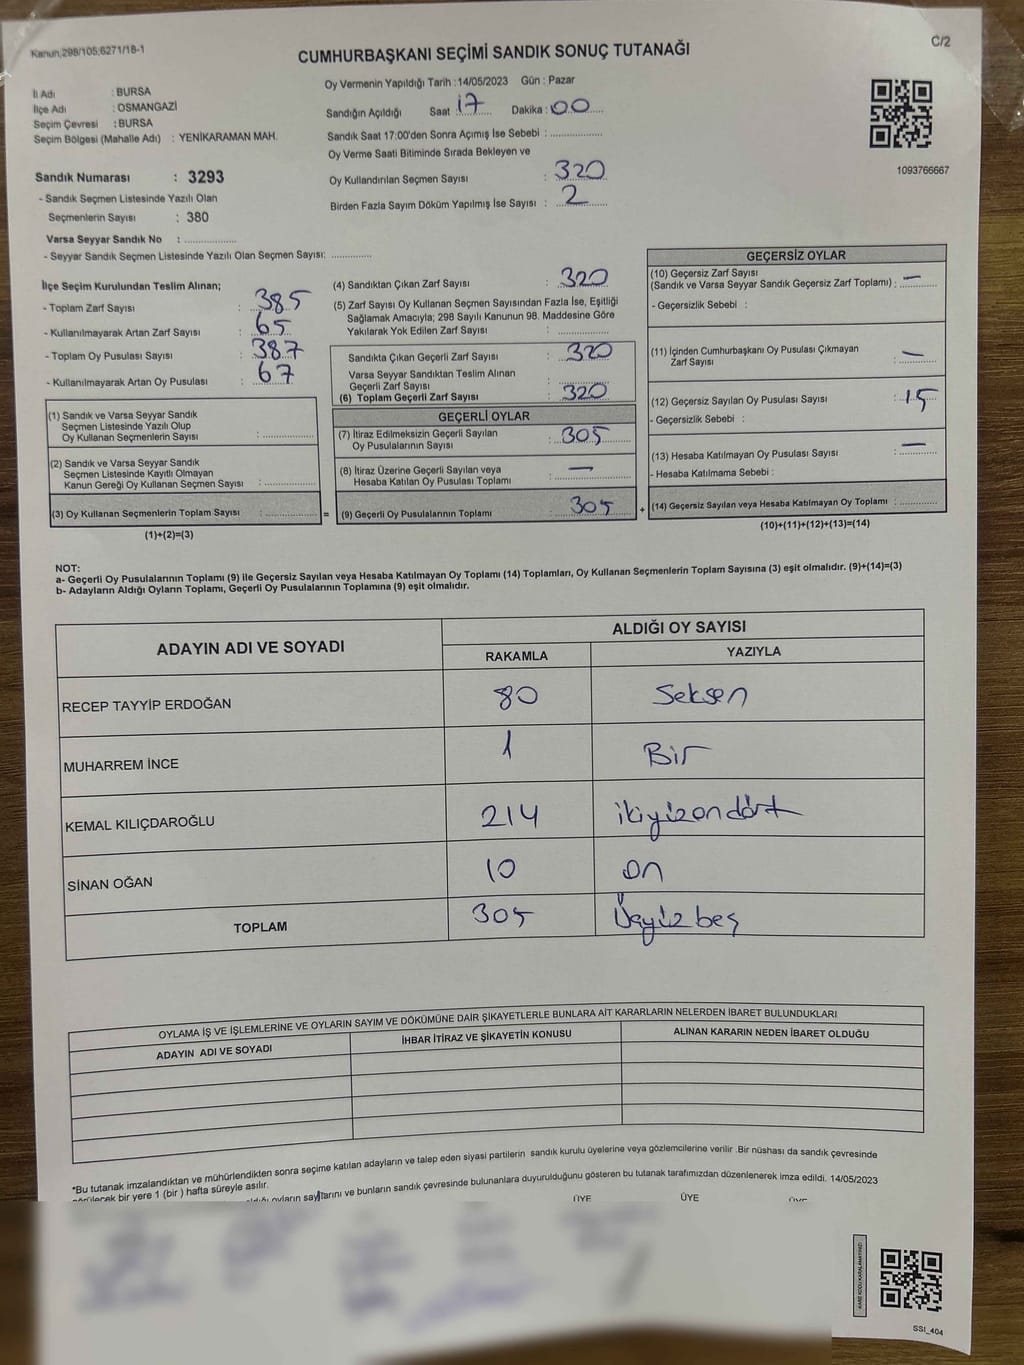 Kanun;298/105;6271/18-1
C/2
CUMHURBAŞKANI SEÇİMİ SANDIK SONUÇ TUTANAĞI
İl Adı : BURSA
İlçe Adı : OSMANGAZİ
Seçim Çevresi : BURSA
Seçim Bölgesi (Mahalle Adı) : YENİKARAMAN MAH.
Sandık Numarası : 3293
- Sandık Seçmen Listesinde Yazılı Olan
Seçmenlerin Sayısı : 380
Varsa Seyyar Sandık No : ..................
- Seyyar Sandık Seçmen Listesinde Yazılı Olan Seçmen Sayısı: ..............
Oy Vermenin Yapıldığı Tarih : 14/05/2023 Gün : Pazar
Sandığın Açıldığı Saat 17 Dakika : 00
Sandık Saat 17:00'den Sonra Açımış İse Sebebi : ..................
Oy Verme Saati Bitiminde Sırada Bekleyen ve
Oy Kullandırılan Seçmen Sayısı : 320
Birden Fazla Sayım Döküm Yapılmış İse Sayısı : 2
1093766667
İlçe Seçim Kurulundan Teslim Alınan;
- Toplam Zarf Sayısı : 385
- Kullanılmayarak Artan Zarf Sayısı : 65
- Toplam Oy Pusulası Sayısı : 387
- Kullanılmayarak Artan Oy Pusulası : 67
(1) Sandık ve Varsa Seyyar Sandık
Seçmen Listesinde Yazılı Olup
Oy Kullanan Seçmenlerin Sayısı : ..................
(2) Sandık ve Varsa Seyyar Sandık
Seçmen Listesinde Kayıtlı Olmayan
Kanun Gereği Oy Kullanan Seçmen Sayısı : ..................
(3) Oy Kullanan Seçmenlerin Toplam Sayısı : .................. =
(1)+(2)=(3)
(4) Sandıktan Çıkan Zarf Sayısı : 320
(5) Zarf Sayısı Oy Kullanan Seçmen Sayısından Fazla İse, Eşitliği
Sağlamak Amacıyla; 298 Sayılı Kanunun 98. Maddesine Göre
Yakılarak Yok Edilen Zarf Sayısı : ..................
Sandıkta Çıkan Geçerli Zarf Sayısı : 320
Varsa Seyyar Sandıktan Teslim Alınan
Geçerli Zarf Sayısı : ..................
(6) Toplam Geçerli Zarf Sayısı : 320
GEÇERLİ OYLAR
(7) İtiraz Edilmeksizin Geçerli Sayılan
Oy Pusulalarının Sayısı : 305
(8) İtiraz Üzerine Geçerli Sayılan veya
Hesaba Katılan Oy Pusulası Toplamı : —
(9) Geçerli Oy Pusulalarının Toplamı : 305 +
GEÇERSİZ OYLAR
(10) Geçersiz Zarf Sayısı
(Sandık ve Varsa Seyyar Sandık Geçersiz Zarf Toplamı) : —
- Geçersizlik Sebebi :
(11) İçinden Cumhurbaşkanı Oy Pusulası Çıkmayan
Zarf Sayısı : —
(12) Geçersiz Sayılan Oy Pusulası Sayısı : 15
- Geçersizlik Sebebi :
(13) Hesaba Katılmayan Oy Pusulası Sayısı : —
- Hesaba Katılmama Sebebi :
(14) Geçersiz Sayılan veya Hesaba Katılmayan Oy Toplamı : ..................
(10)+(11)+(12)+(13)=(14)
NOT:
a- Geçerli Oy Pusulalarının Toplamı (9) ile Geçersiz Sayılan veya Hesaba Katılmayan Oy Toplamı (14) Toplamları, Oy Kullanan Seçmenlerin Toplam Sayısına (3) eşit olmalıdır. (9)+(14)=(3)
b- Adayların Aldığı Oyların Toplamı, Geçerli Oy Pusulalarının Toplamına (9) eşit olmalıdır.
ADAYIN ADI VE SOYADI
ALDIĞI OY SAYISI
RAKAMLA YAZIYLA
RECEP TAYYİP ERDOĞAN 80 Seksen
MUHARREM İNCE 1 Bir
KEMAL KILIÇDAROĞLU 214 ikiyüzondört
SİNAN OĞAN 10 on
TOPLAM 305 Üçyüzbeş
OYLAMA İŞ VE İŞLEMLERİNE VE OYLARIN SAYIM VE DÖKÜMÜNE DAİR ŞİKAYETLERLE BUNLARA AİT KARARLARIN NELERDEN İBARET BULUNDUKLARI
ADAYIN ADI VE SOYADI İHBAR İTİRAZ VE ŞİKAYETİN KONUSU ALINAN KARARIN NEDEN İBARET OLDUĞU
*Bu tutanak imzalandıktan ve mühürlendikten sonra seçime katılan adayların ve talep eden siyasi partilerin sandık kurulu üyelerine veya gözlemcilerine verilir .Bir nüshası da sandık çevresinde
görülecek bir yere 1 (bir ) hafta süreyle asılır.
oyların sayılarını ve bunların sandık çevresinde bulunanlara duyurulduğunu gösteren bu tutanak tarafımızdan düzenlenerek imza edildi. 14/05/2023
ÜYE ÜYE ÜYE
KARE KODU KARALAMAYINIZ!
SSI_404